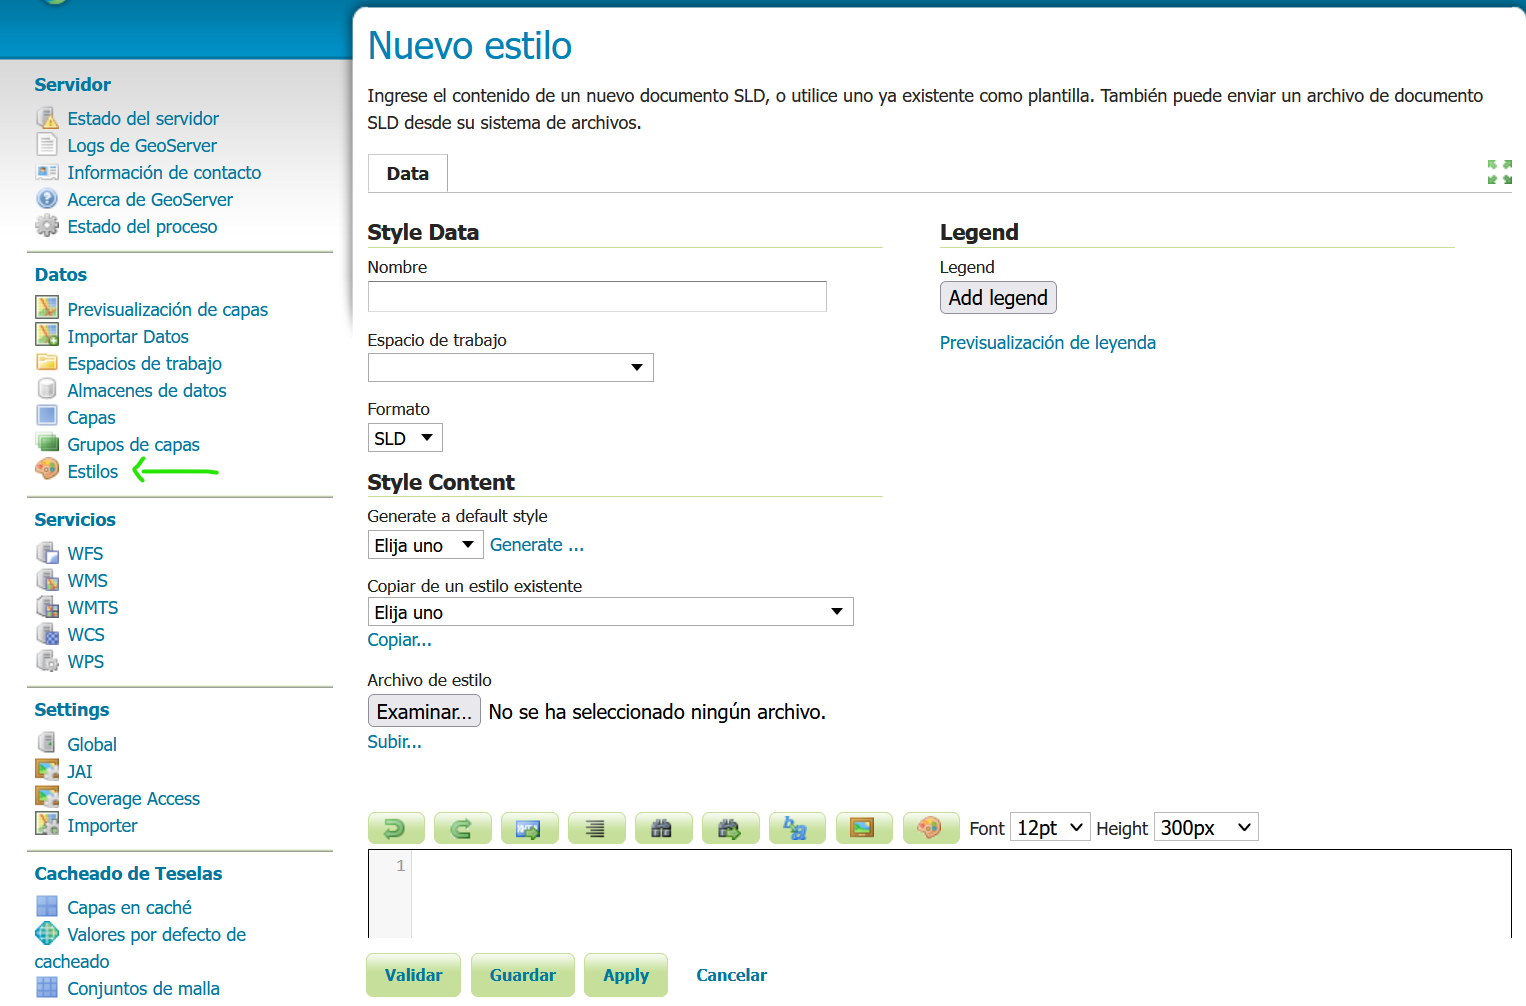 Nuevo estilo
Ingrese el contenido de un nuevo documento SLD, o utilice uno ya existente como plantilla. También puede enviar un archivo de documento
SLD desde su sistema de archivos.
Servidor
Estado del servidor
Logs de GeoServer
Información de contacto
Acerca de GeoServer
Estado del proceso
Datos
Previsualización de capas
Importar Datos
Espacios de trabajo
Almacenes de datos
Capas
Grupos de capas
Estilos
Servicios
WFS
WMS
WMTS
WCS
WPS
Settings
Global
JAI
Coverage Access
Importer
Cacheado de Teselas
Capas en caché
Valores por defecto de
cacheado
Conjuntos de malla
Data
Style Data
Nombre
Espacio de trabajo
Formato
SLD
Legend
Legend
Add legend
Previsualización de leyenda
Style Content
Generate a default style
Elija uno Generate ...
Copiar de un estilo existente
Elija uno
Copiar...
Archivo de estilo
Examinar... No se ha seleccionado ningún archivo.
Subir...
Font 12pt Height 300px
1
Validar Guardar Apply Cancelar